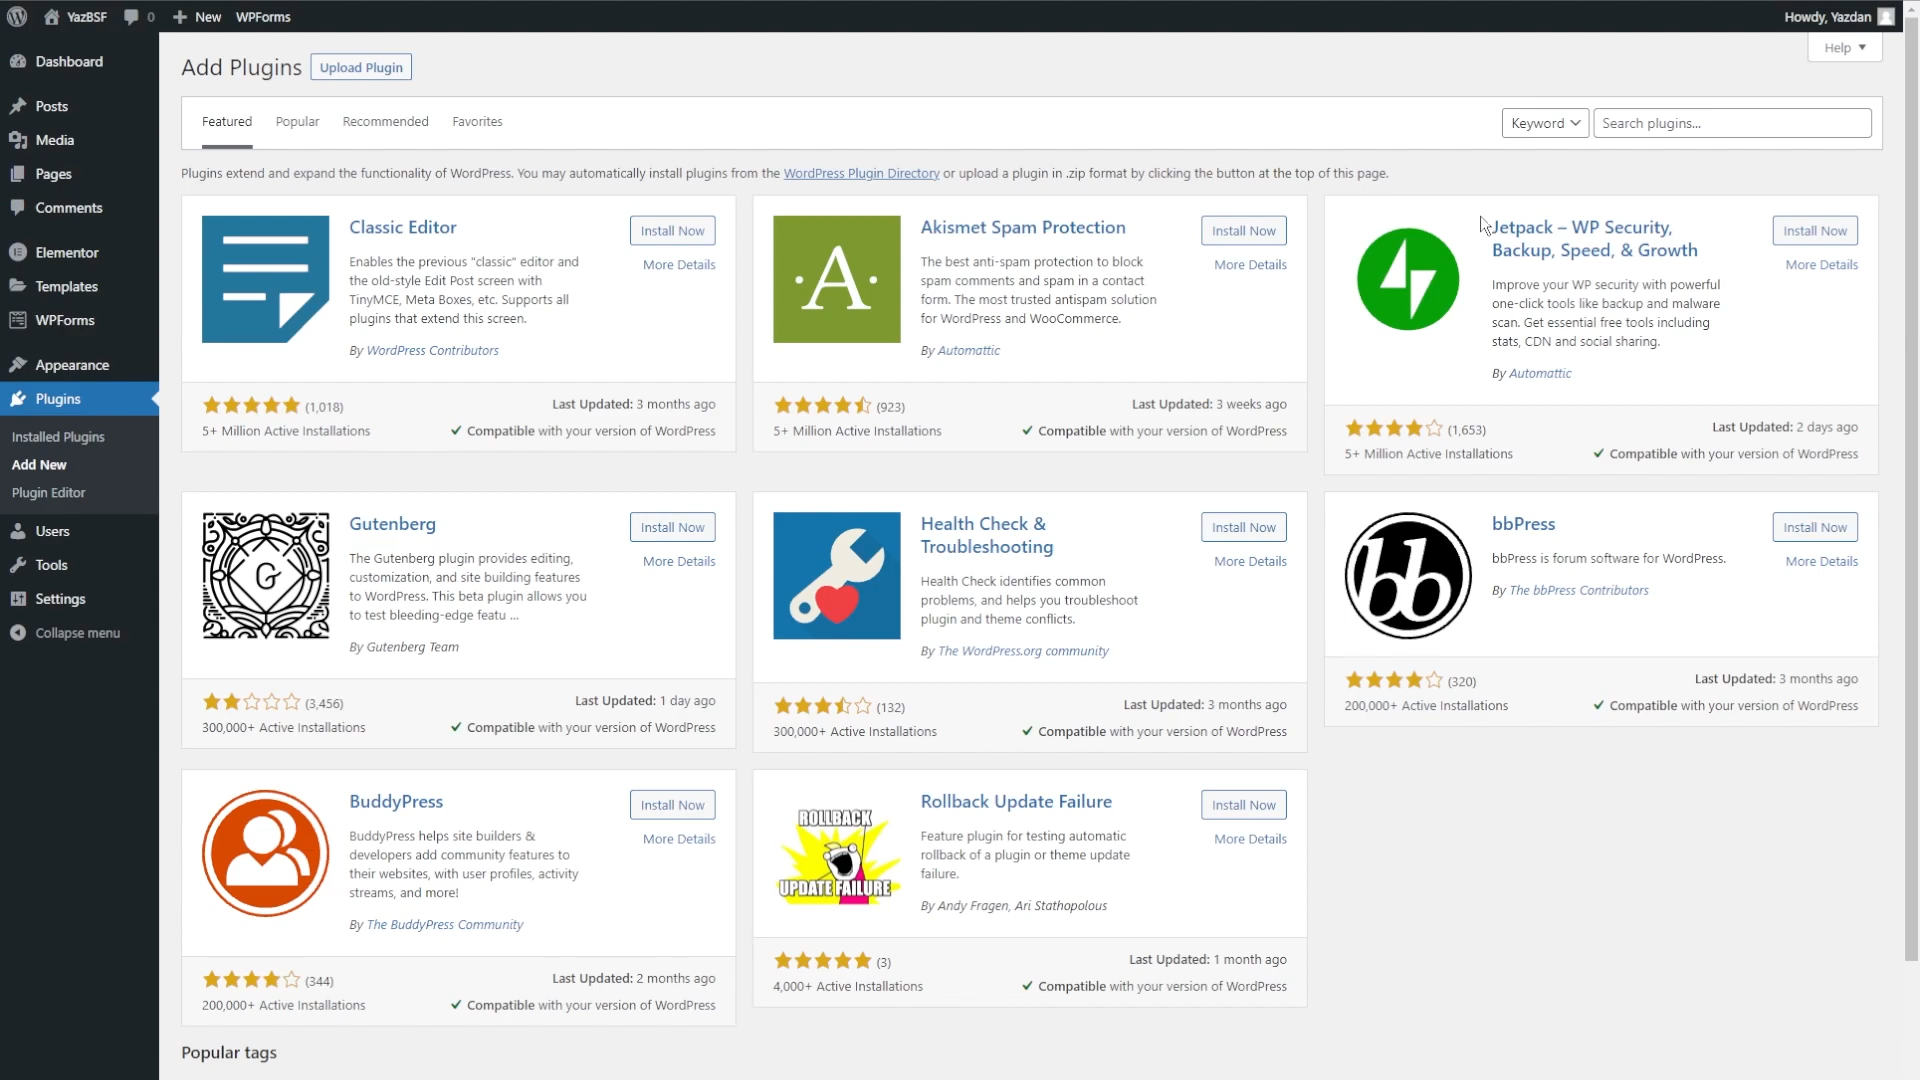 YazBSF
0
New
WPForms
Howdy, Yazdan
Dashboard
Posts
Media
Pages
Comments
Elementor
Templates
WPForms
Appearance
Plugins
Installed Plugins
Add New
Plugin Editor
Users
Tools
Settings
Collapse menu
Help
Add Plugins
Upload Plugin
Featured
Popular
Recommended
Favorites
Keyword
Search plugins...
Plugins extend and expand the functionality of WordPress. You may automatically install plugins from the WordPress Plugin Directory or upload a plugin in .zip format by clicking the button at the top of this page.
Classic Editor
Install Now
More Details
Enables the previous "classic" editor and
the old-style Edit Post screen with
TinyMCE, Meta Boxes, etc. Supports all
plugins that extend this screen.
By WordPress Contributors
(1,018)
Last Updated: 3 months ago
5+ Million Active Installations
Compatible with your version of WordPress
·A·
Akismet Spam Protection
Install Now
More Details
The best anti-spam protection to block
spam comments and spam in a contact
form. The most trusted antispam solution
for WordPress and WooCommerce.
By Automattic
(923)
Last Updated: 3 weeks ago
5+ Million Active Installations
Compatible with your version of WordPress
Jetpack – WP Security,
Backup, Speed, & Growth
Install Now
More Details
Improve your WP security with powerful
one-click tools like backup and malware
scan. Get essential free tools including
stats, CDN and social sharing.
By Automattic
(1,653)
Last Updated: 2 days ago
5+ Million Active Installations
Compatible with your version of WordPress
G
Gutenberg
Install Now
More Details
The Gutenberg plugin provides editing,
customization, and site building features
to WordPress. This beta plugin allows you
to test bleeding-edge featu ...
By Gutenberg Team
(3,456)
Last Updated: 1 day ago
300,000+ Active Installations
Compatible with your version of WordPress
Health Check &
Troubleshooting
Install Now
More Details
Health Check identifies common
problems, and helps you troubleshoot
plugin and theme conflicts.
By The WordPress.org community
(132)
Last Updated: 3 months ago
300,000+ Active Installations
Compatible with your version of WordPress
bb
bbPress
Install Now
More Details
bbPress is forum software for WordPress.
By The bbPress Contributors
(320)
Last Updated: 3 months ago
200,000+ Active Installations
Compatible with your version of WordPress
BuddyPress
Install Now
More Details
BuddyPress helps site builders &
developers add community features to
their websites, with user profiles, activity
streams, and more!
By The BuddyPress Community
(344)
Last Updated: 2 months ago
200,000+ Active Installations
Compatible with your version of WordPress
ROLLBACK
UPDATE FAILURE
Rollback Update Failure
Install Now
More Details
Feature plugin for testing automatic
rollback of a plugin or theme update
failure.
By Andy Fragen, Ari Stathopolous
(3)
Last Updated: 1 month ago
4,000+ Active Installations
Compatible with your version of WordPress
Popular tags